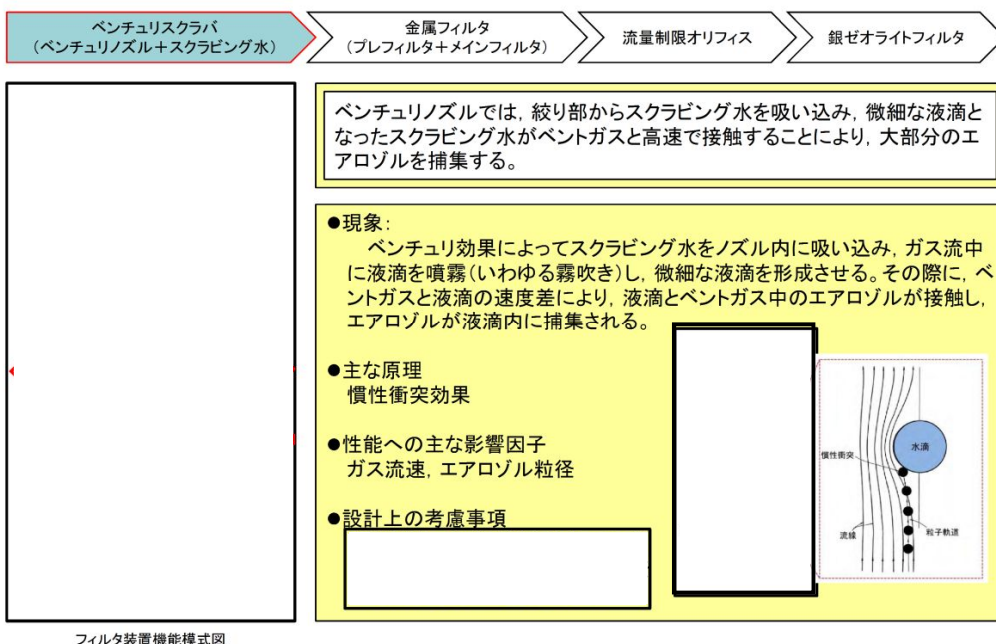 ベンチュリスクラバ
（ベンチュリノズル＋スクラビング水）
金属フィルタ
（プレフィルタ＋メインフィルタ）
流量制限オリフィス
銀ゼオライトフィルタ
ベンチュリノズルでは，絞り部からスクラビング水を吸い込み，微細な液滴と
なったスクラビング水がベントガスと高速で接触することにより，大部分のエ
アロゾルを捕集する。
●現象：
ベンチュリ効果によってスクラビング水をノズル内に吸い込み，ガス流中
に液滴を噴霧（いわゆる霧吹き）し，微細な液滴を形成させる。その際に，ベ
ントガスと液滴の速度差により，液滴とベントガス中のエアロゾルが接触し，
エアロゾルが液滴内に捕集される。
●主な原理
慣性衝突効果
●性能への主な影響因子
ガス流速，エアロゾル粒径
●設計上の考慮事項
水滴
慣性衝突
流線
粒子軌道
フィルタ装置機能模式図